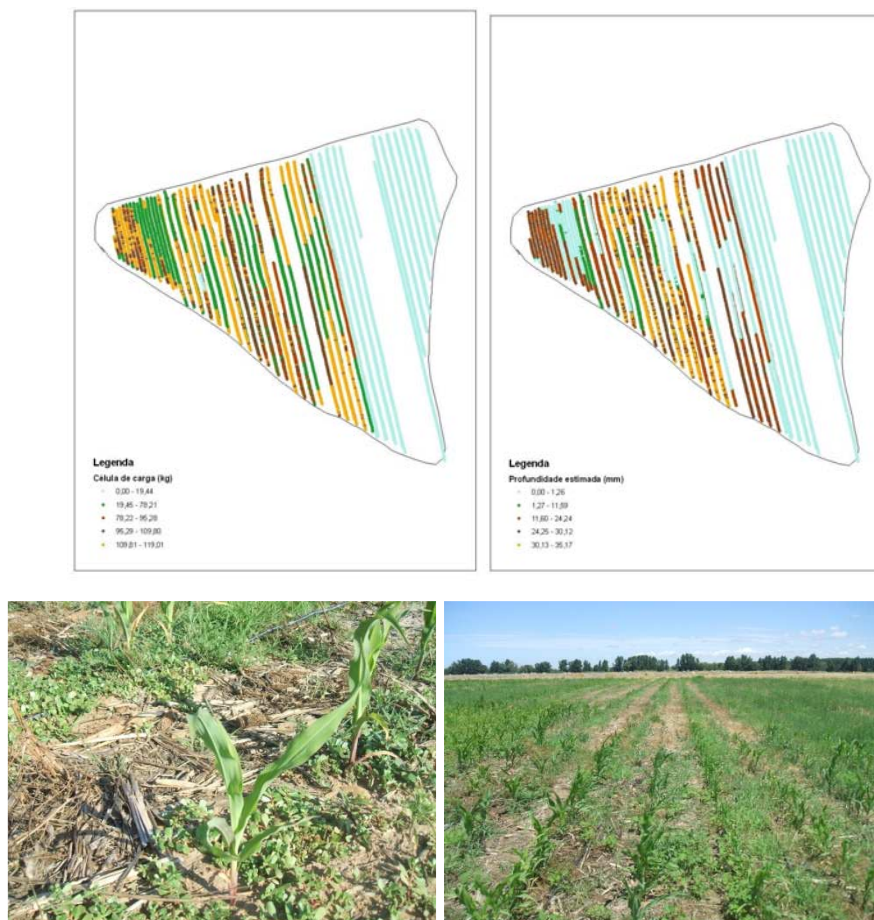 Legenda
Célula de carga (kg)
0,00 - 19,44
19,45 - 78,21
78,22 - 95,28
95,29 - 109,80
109,81 - 119,01
Legenda
Profundidade estimada (mm)
0,00 - 1,26
1,27 - 11,59
11,60 - 24,24
24,25 - 30,12
30,13 - 35,17